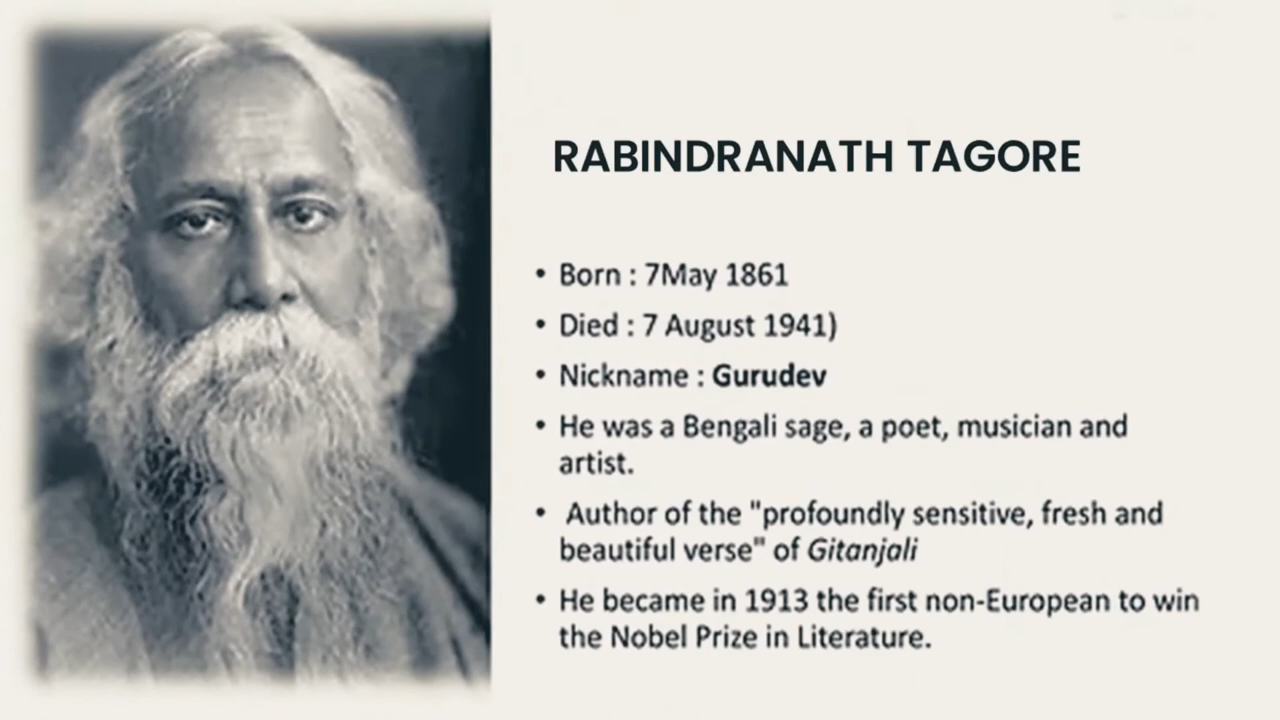 RABINDRANATH TAGORE
• Born : 7May 1861
• Died : 7 August 1941)
• Nickname : Gurudev
• He was a Bengali sage, a poet, musician and
artist.
• Author of the "profoundly sensitive, fresh and
beautiful verse" of Gitanjali
• He became in 1913 the first non-European to win
the Nobel Prize in Literature.